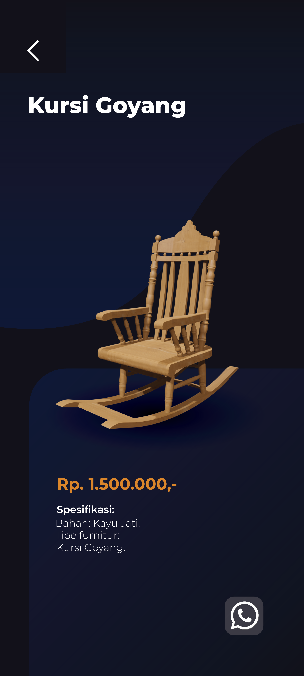 Kursi Goyang
Rp. 1.500.000,-
Spesifikasi:
Bahan: Kayu Jati
Tipe furnitur:
Kursi Goyang.